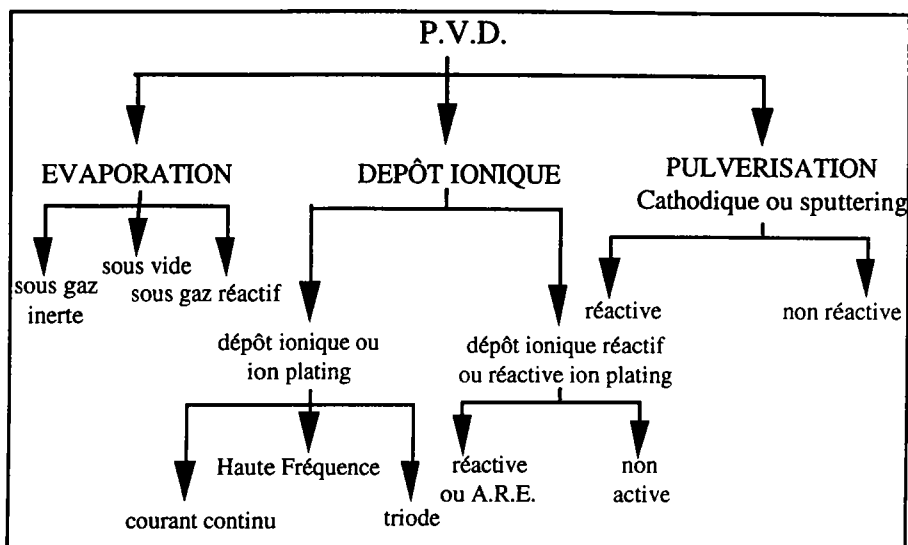 P.V.D.
EVAPORATION
DEPÔT IONIQUE
PULVERISATION
Cathodique ou sputtering
sous gaz
inerte
sous vide
sous gaz réactif
réactive
non réactive
dépôt ionique ou
ion plating
dépôt ionique réactif
ou réactive ion plating
courant continu
Haute Fréquence
triode
réactive
ou A.R.E.
non
active